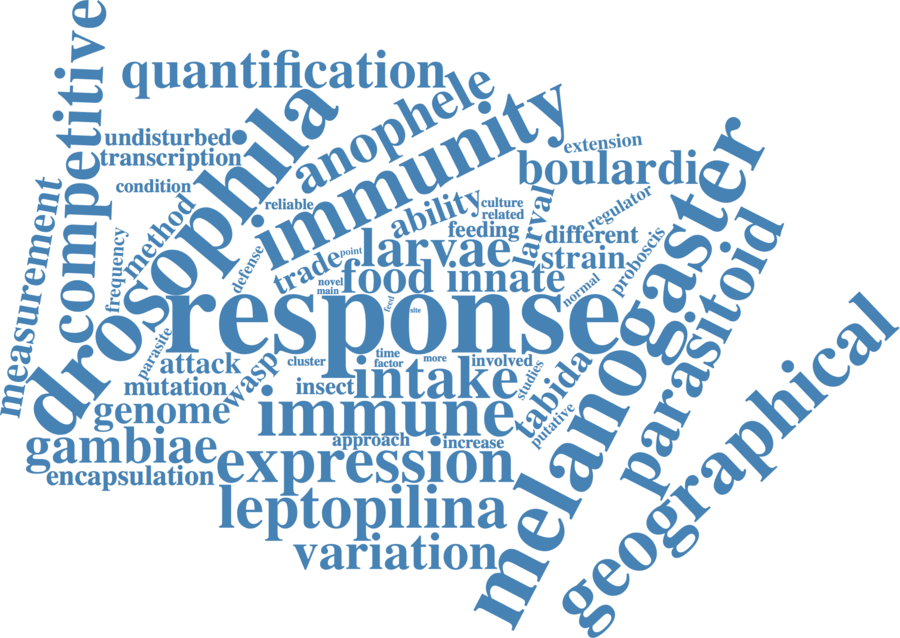 competitive
quantification
anophele
drosophila
immunity
undisturbed
transcription
extension
boulardi
condition
measurement
method
reliable
ability
culture
related
larval
regulator
melanogaster
frequency
feeding
different
defense
trade
point
larvae
strain
proboscis
parasitoid
food
innate
novel
main
normal
feed
site
response
parasite
attack
cluster
time
factor
more
involved
studies
mutation
wasp
insect
intake
tabida
putative
genome
immune
gambiae
approach
increase
encapsulation
expression
geographical
leptopilina
variation